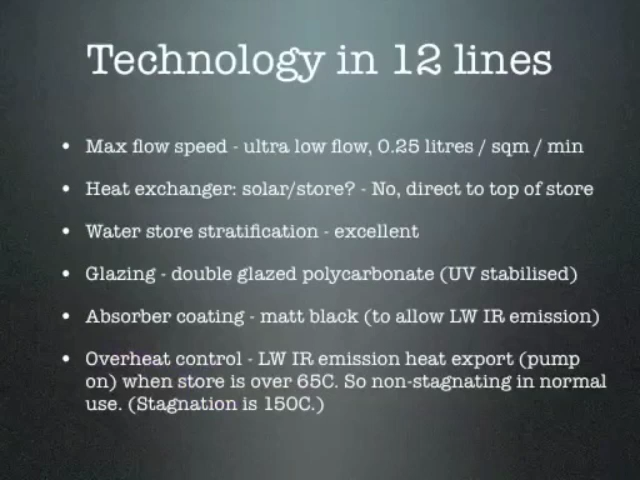 Technology in 12 lines
• Max flow speed - ultra low flow, 0.25 litres / sqm / min
• Heat exchanger: solar/store? - No, direct to top of store
• Water store stratification - excellent
• Glazing - double glazed polycarbonate (UV stabilised)
• Absorber coating - matt black (to allow LW IR emission)
• Overheat control - LW IR emission heat export (pump
on) when store is over 65C. So non-stagnating in normal
use. (Stagnation is 150C.)